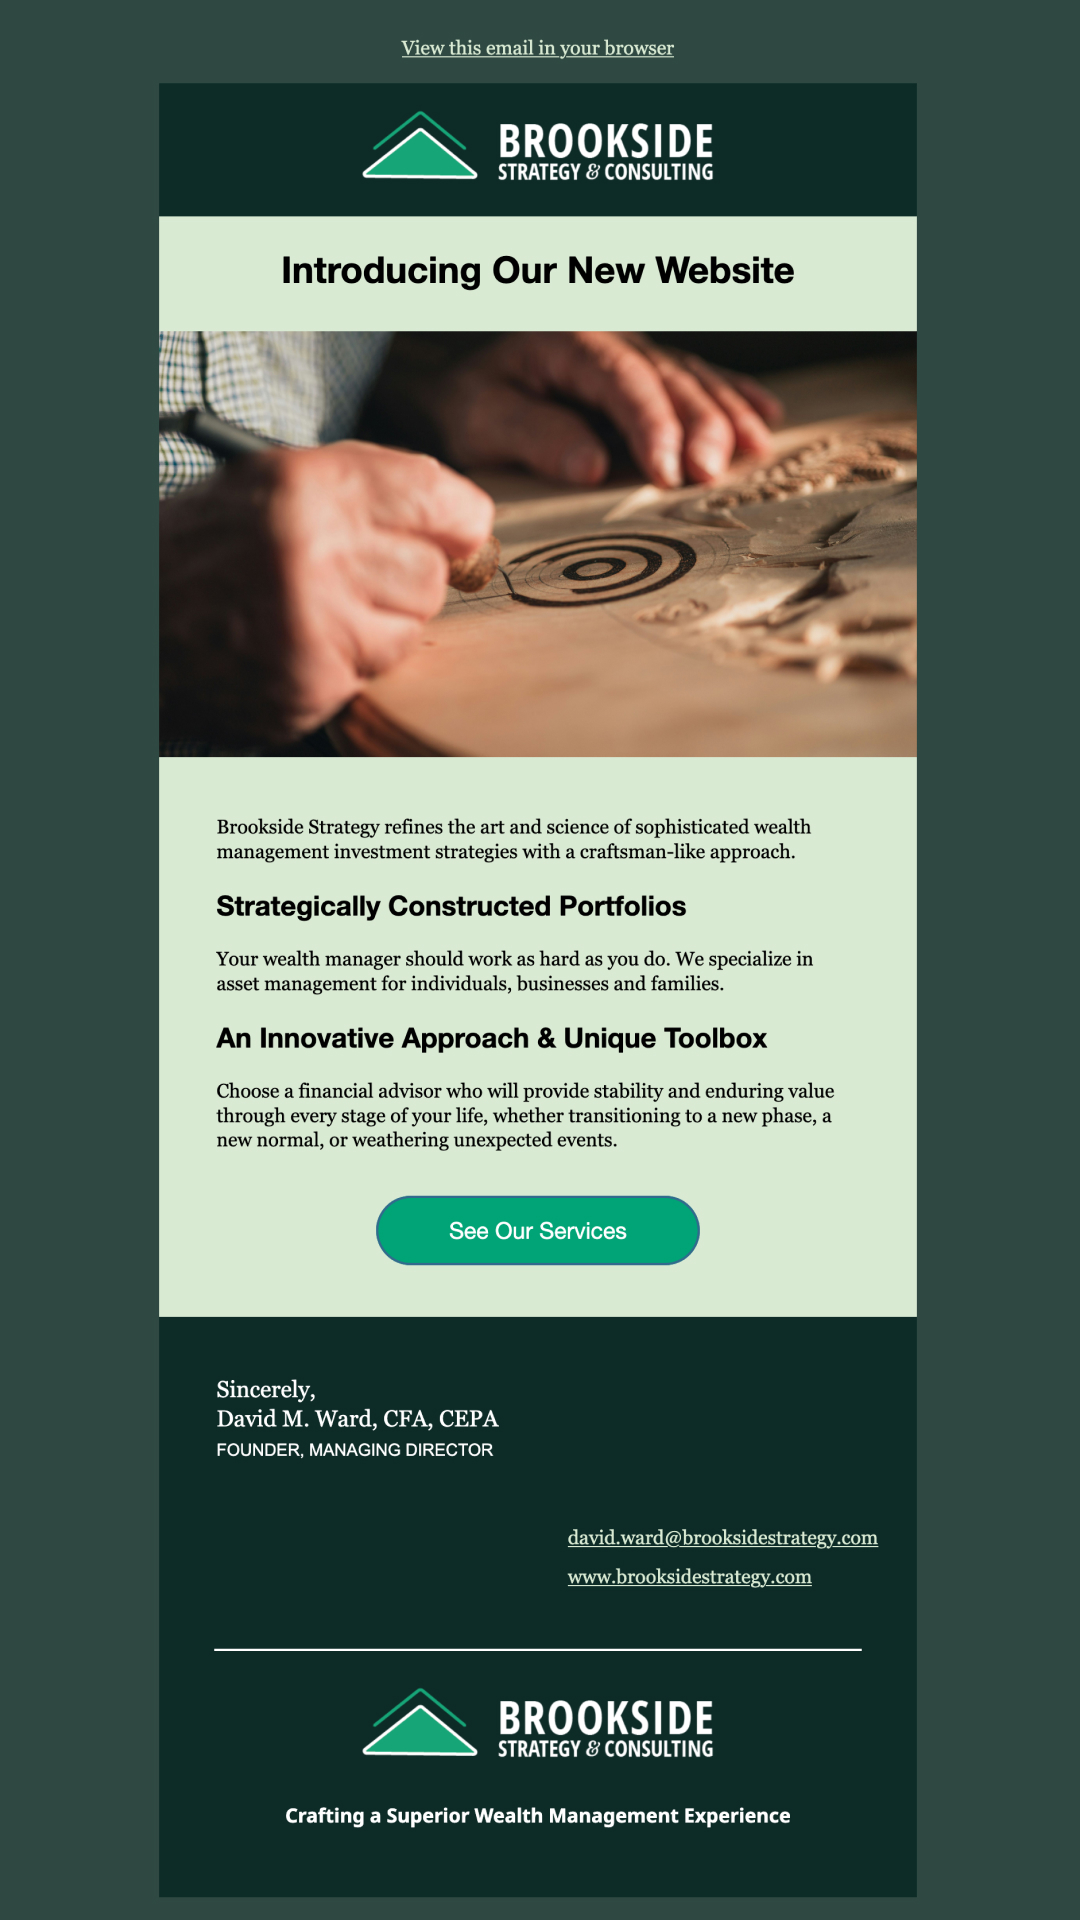 View this email in your browser
BROOKSIDE
STRATEGY & CONSULTING
Introducing Our New Website
Brookside Strategy refines the art and science of sophisticated wealth
management investment strategies with a craftsman-like approach.
Strategically Constructed Portfolios
Your wealth manager should work as hard as you do. We specialize in
asset management for individuals, businesses and families.
An Innovative Approach & Unique Toolbox
Choose a financial advisor who will provide stability and enduring value
through every stage of your life, whether transitioning to a new phase, a
new normal, or weathering unexpected events.
See Our Services
Sincerely,
David M. Ward, CFA, CEPA
FOUNDER, MANAGING DIRECTOR
david.ward@brooksidestrategy.com
www.brooksidestrategy.com
BROOKSIDE
STRATEGY & CONSULTING
Crafting a Superior Wealth Management Experience